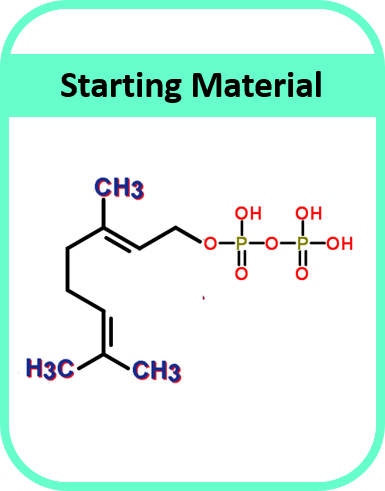 Starting Material
CH3
OH OH
O P O P OH
O O
H3C CH3